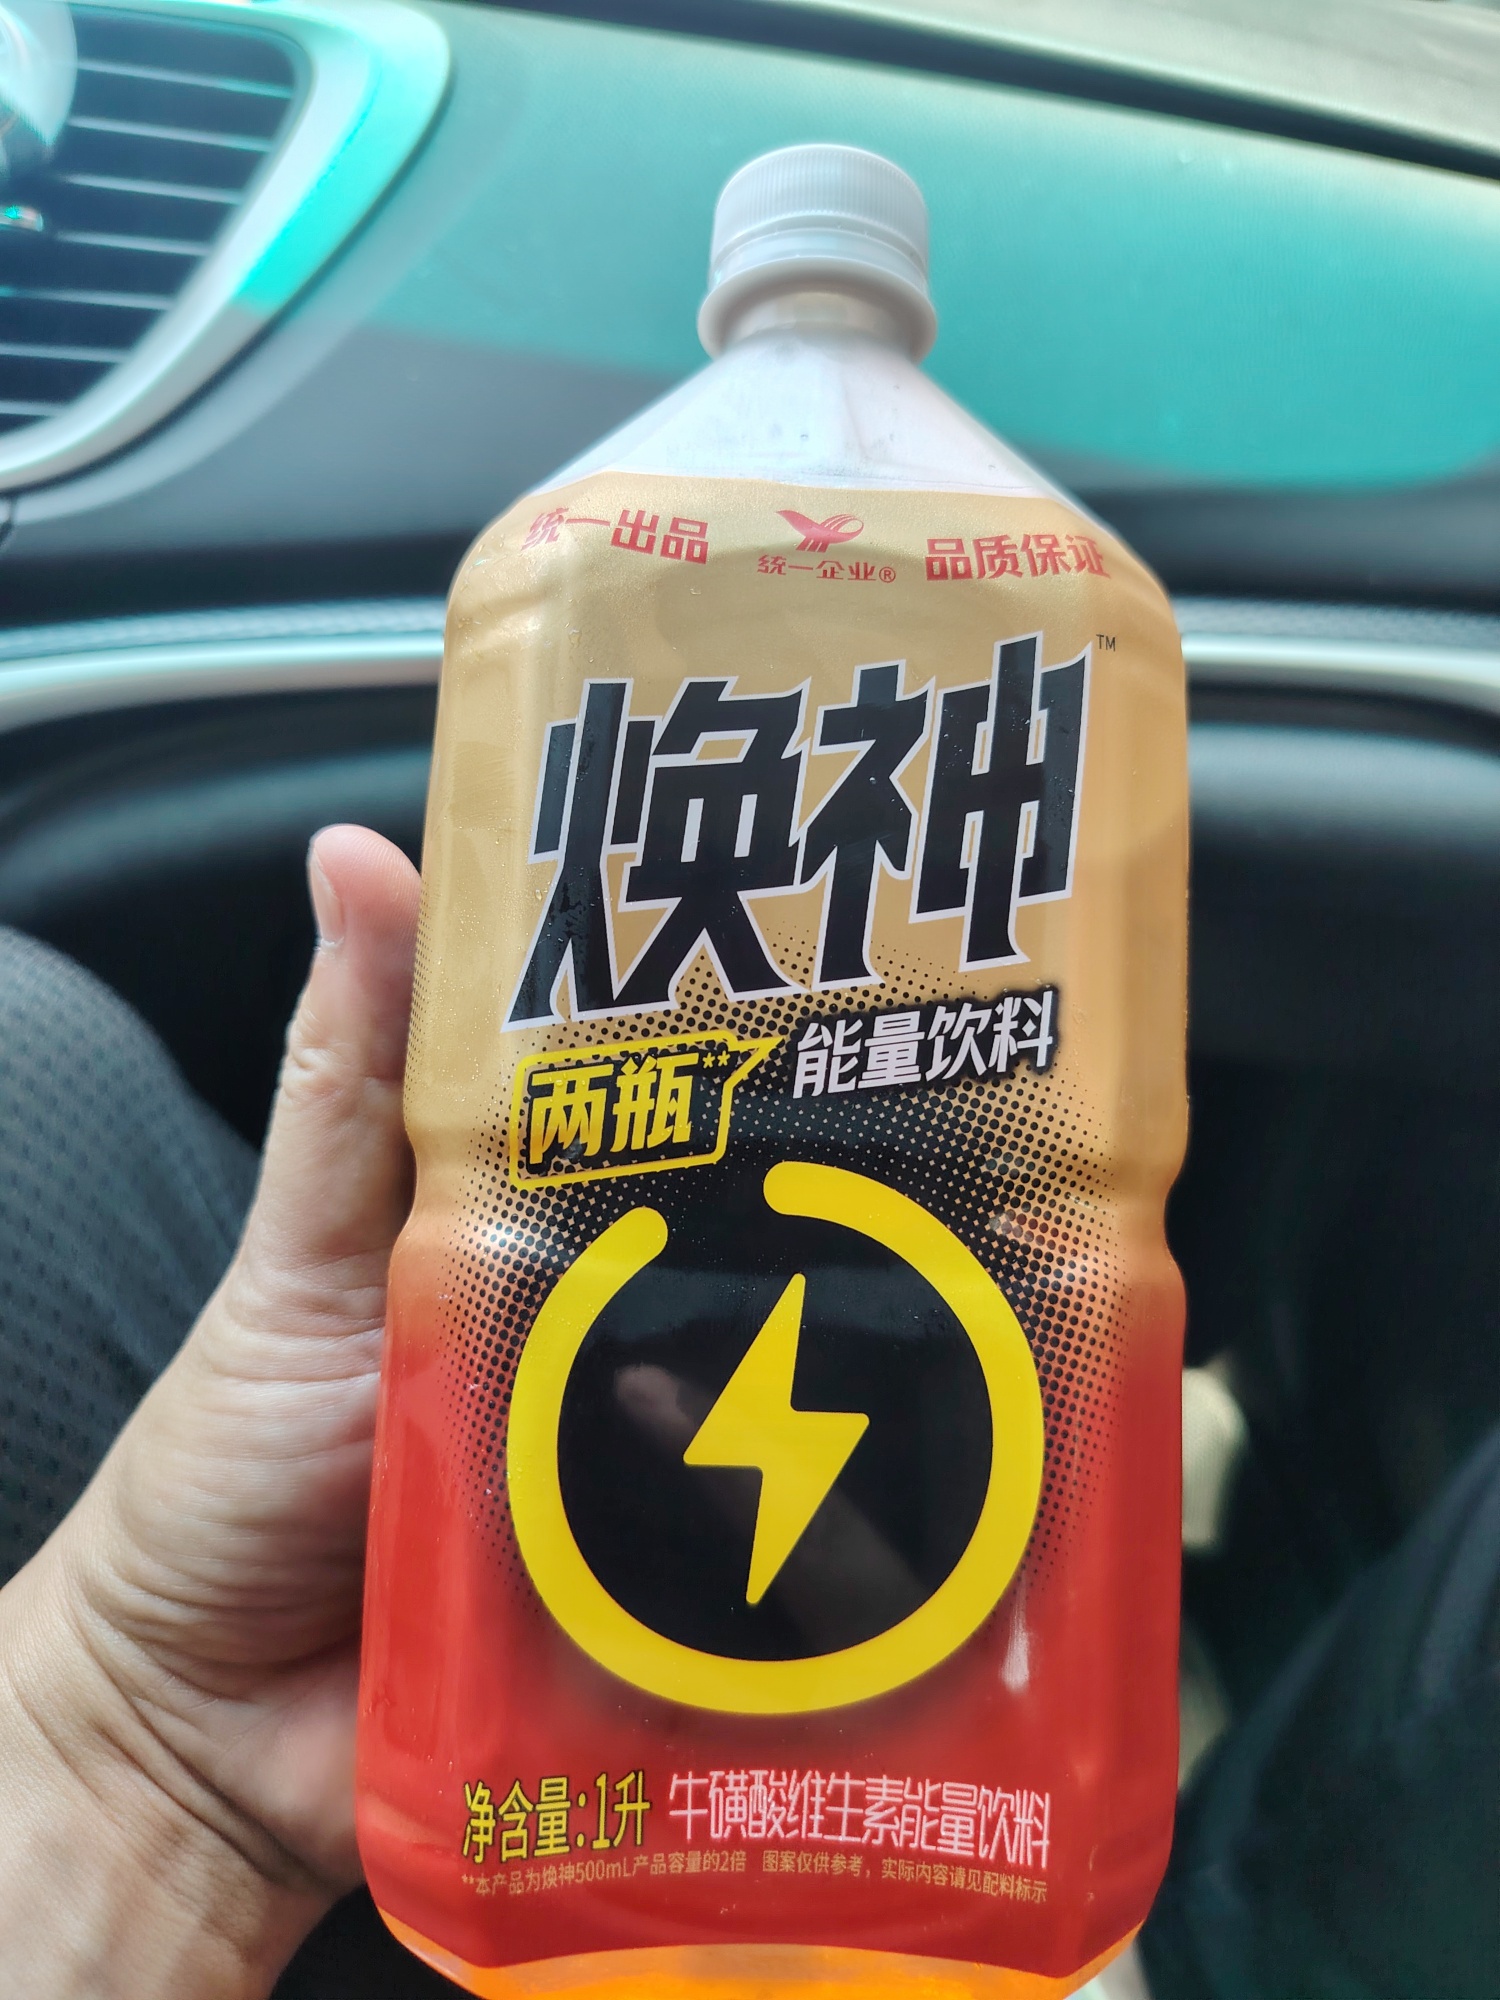 统一出品 统一企业® 品质保证
焕神™
两瓶** 能量饮料
净含量:1升 牛磺酸维生素能量饮料
**本产品为焕神500mL产品容量的2倍 图案仅供参考，实际内容请见配料标示